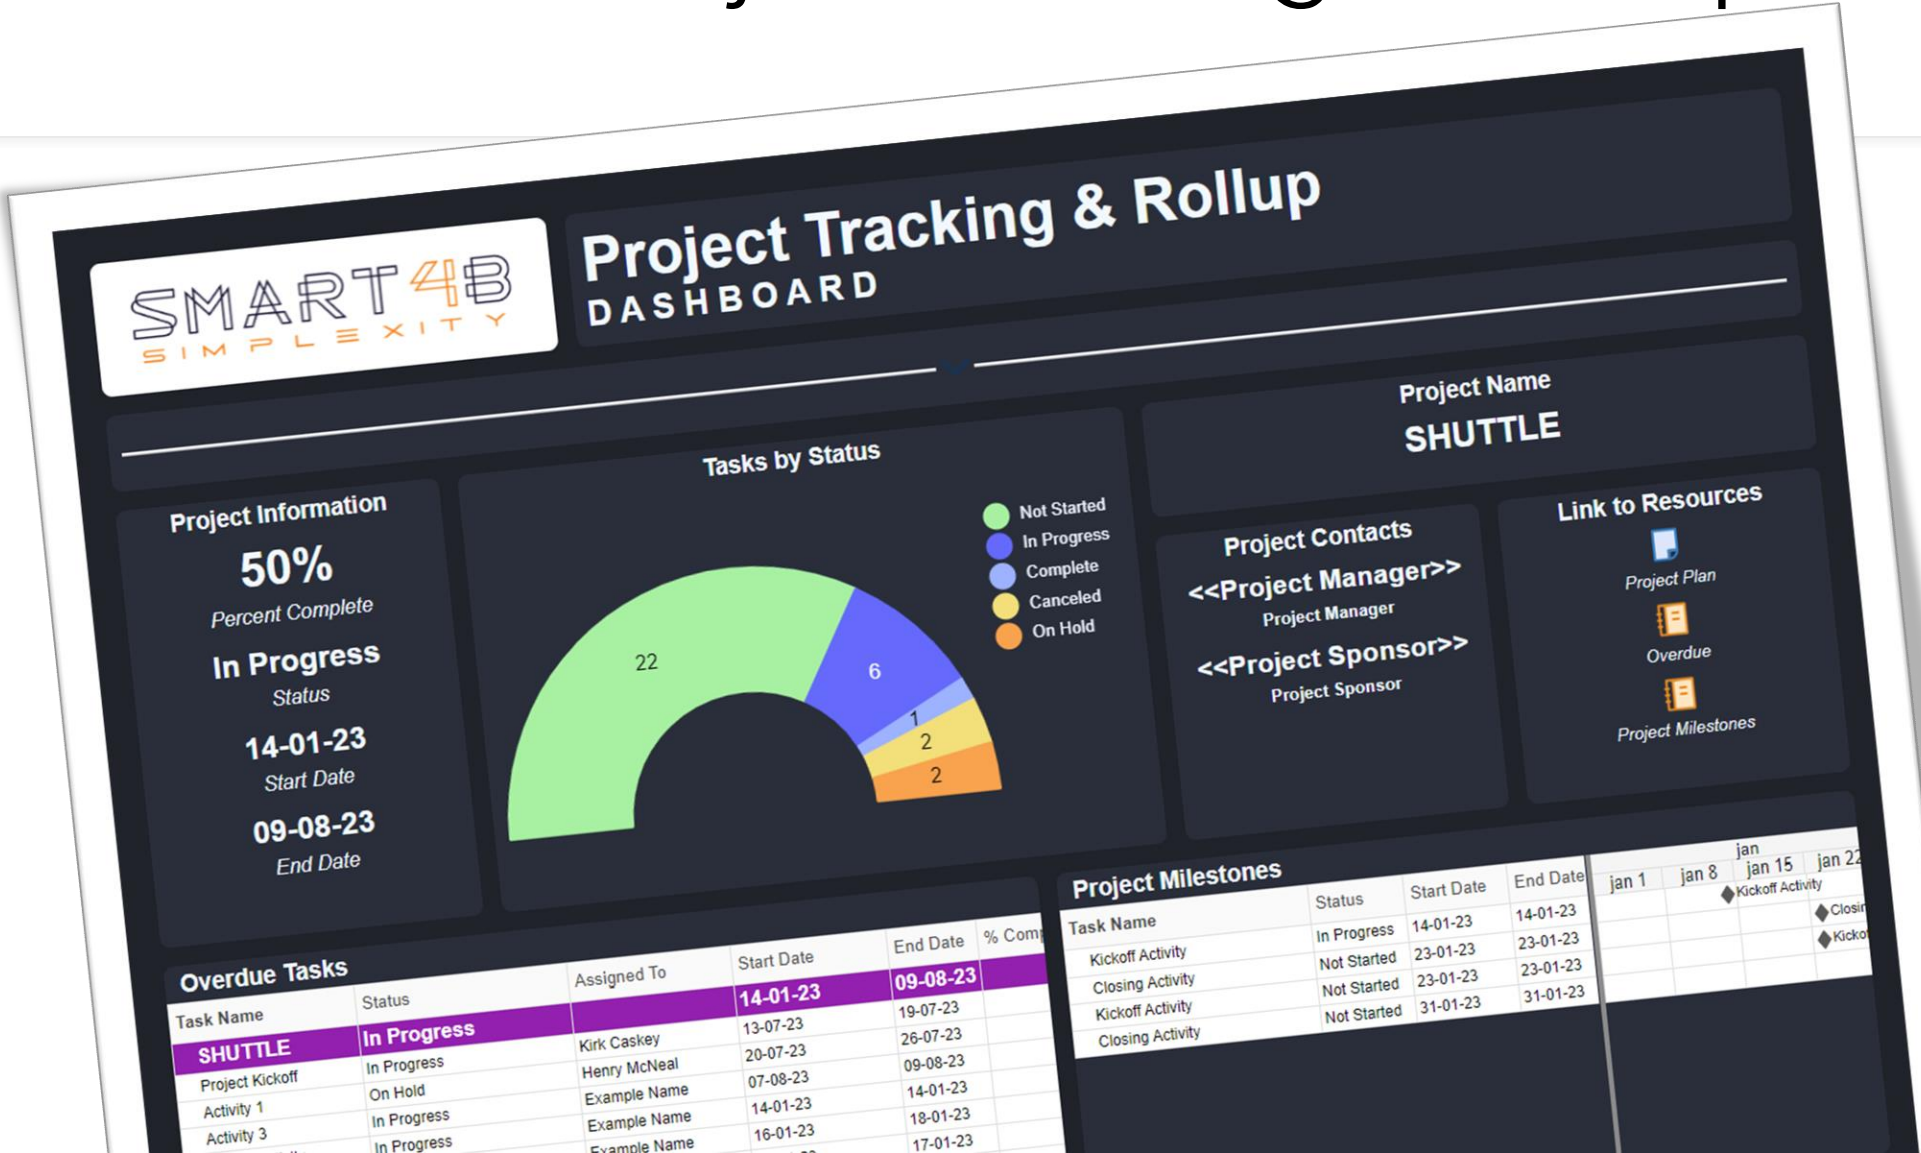 SMART4B
SIMPLEXITY
Project Tracking & Rollup
DASHBOARD
Project Information
50%
Percent Complete
In Progress
Status
14-01-23
Start Date
09-08-23
End Date
Tasks by Status
22
6
1
2
2
Not Started
In Progress
Complete
Canceled
On Hold
Project Name
SHUTTLE
Project Contacts
<<Project Manager>>
Project Manager
<<Project Sponsor>>
Project Sponsor
Link to Resources
Project Plan
Overdue
Project Milestones
Overdue Tasks
Task Name Status Assigned To Start Date End Date % Comp
SHUTTLE In Progress 14-01-23 09-08-23
Project Kickoff In Progress Kirk Caskey 13-07-23 19-07-23
Activity 1 On Hold Henry McNeal 20-07-23 26-07-23
Activity 3 In Progress Example Name 07-08-23 09-08-23
In Progress Example Name 14-01-23 14-01-23
Example Name 16-01-23 18-01-23
17-01-23
Project Milestones
Task Name Status Start Date End Date
Kickoff Activity In Progress 14-01-23 14-01-23
Closing Activity Not Started 23-01-23 23-01-23
Kickoff Activity Not Started 23-01-23 23-01-23
Closing Activity Not Started 31-01-23 31-01-23
jan
jan 1 jan 8 jan 15 jan 22
Kickoff Activity
Closin
Kickof